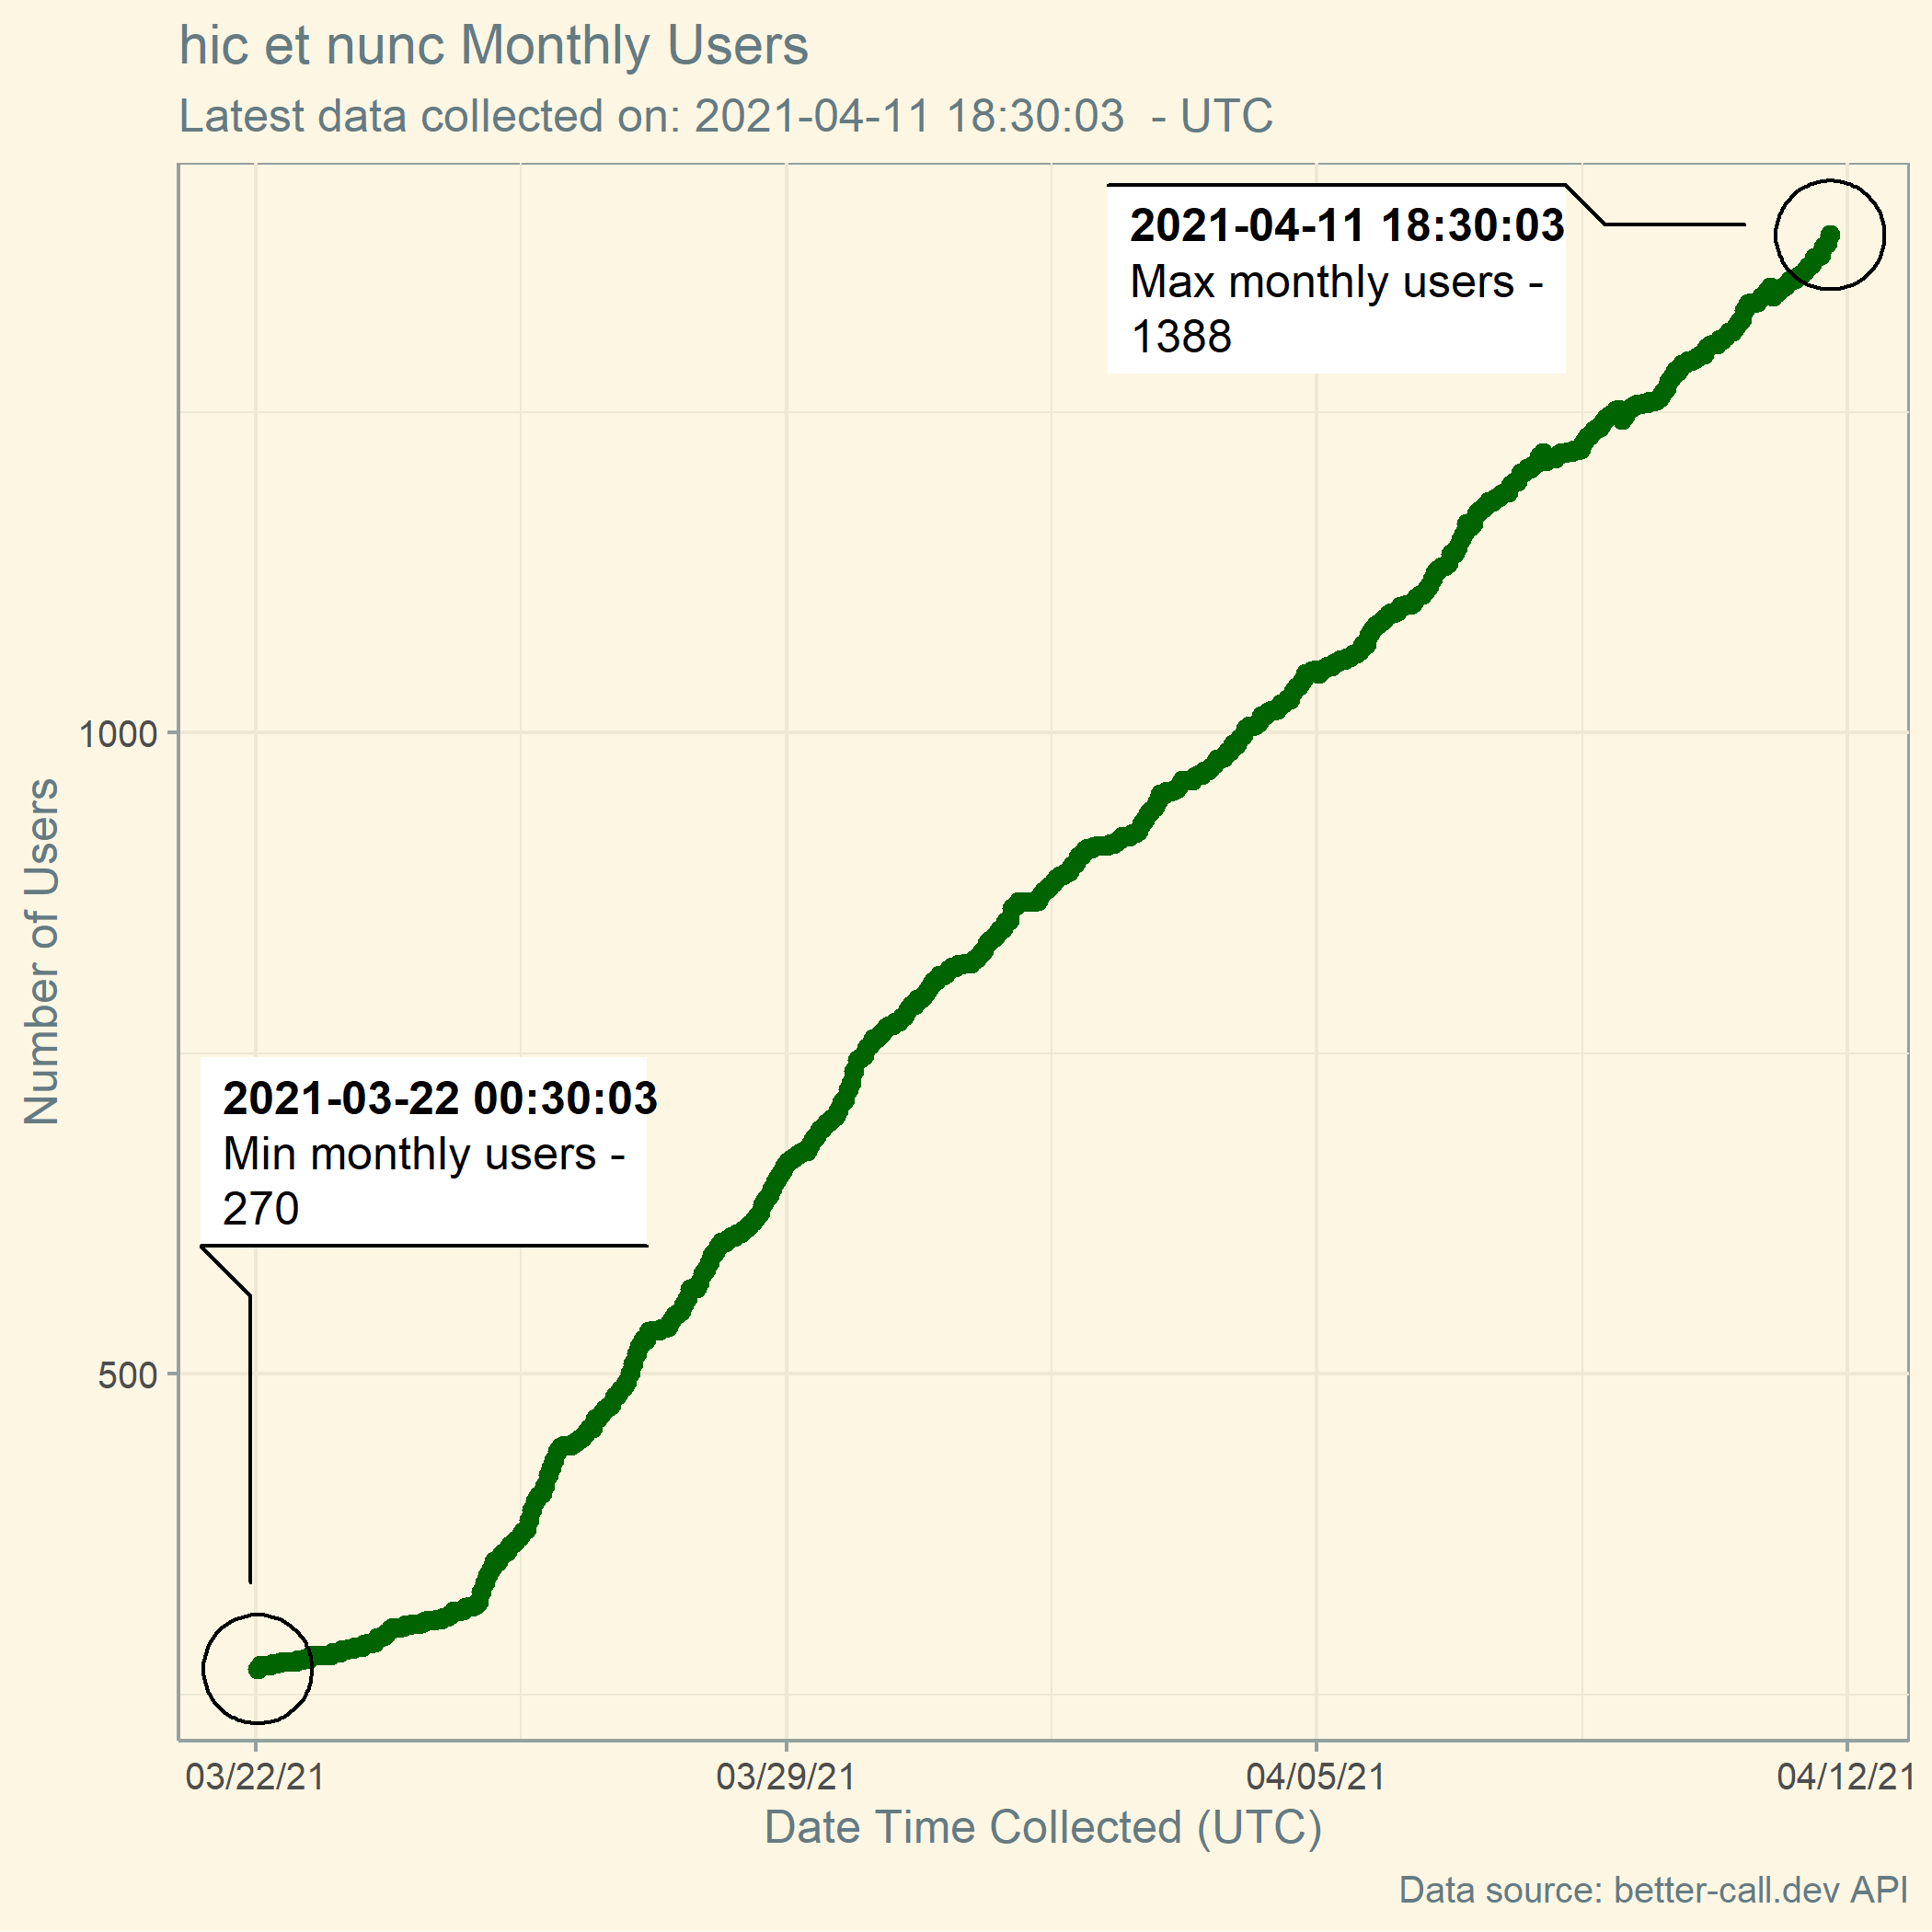 hic et nunc Monthly Users
Latest data collected on: 2021-04-11 18:30:03  - UTC
2021-04-11 18:30:03
Max monthly users -
1388
1000
Number of Users
2021-03-22 00:30:03
Min monthly users -
270
500
03/22/21 03/29/21 04/05/21 04/12/21
Date Time Collected (UTC)
Data source: better-call.dev API